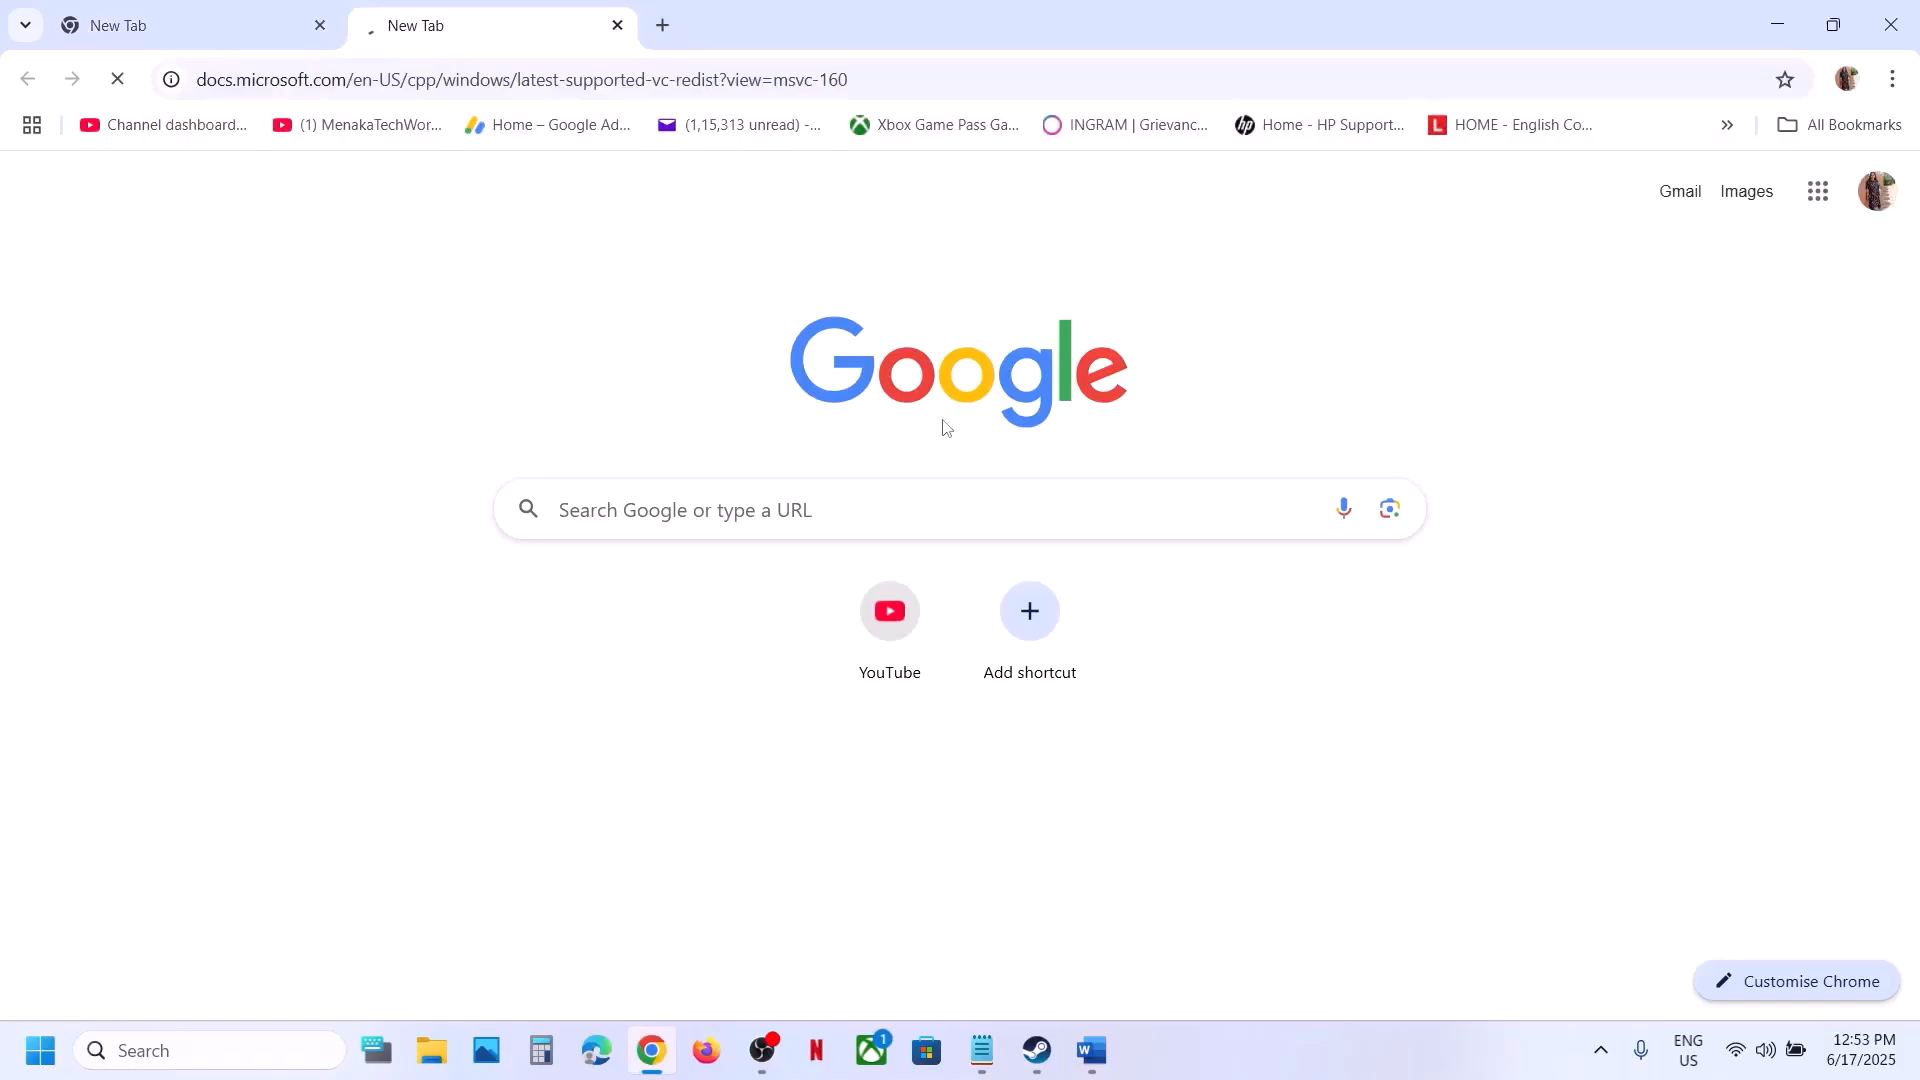 New Tab
New Tab
docs.microsoft.com/en-US/cpp/windows/latest-supported-vc-redist?view=msvc-160
Channel dashboard...
(1) MenakaTechWor...
Home – Google Ad...
(1,15,313 unread) -...
Xbox Game Pass Ga...
INGRAM | Grievanc...
Home - HP Support...
HOME - English Co...
All Bookmarks
Gmail Images
Google
Search Google or type a URL
YouTube
Add shortcut
Customise Chrome
Search
1
ENG
US
12:53 PM
6/17/2025